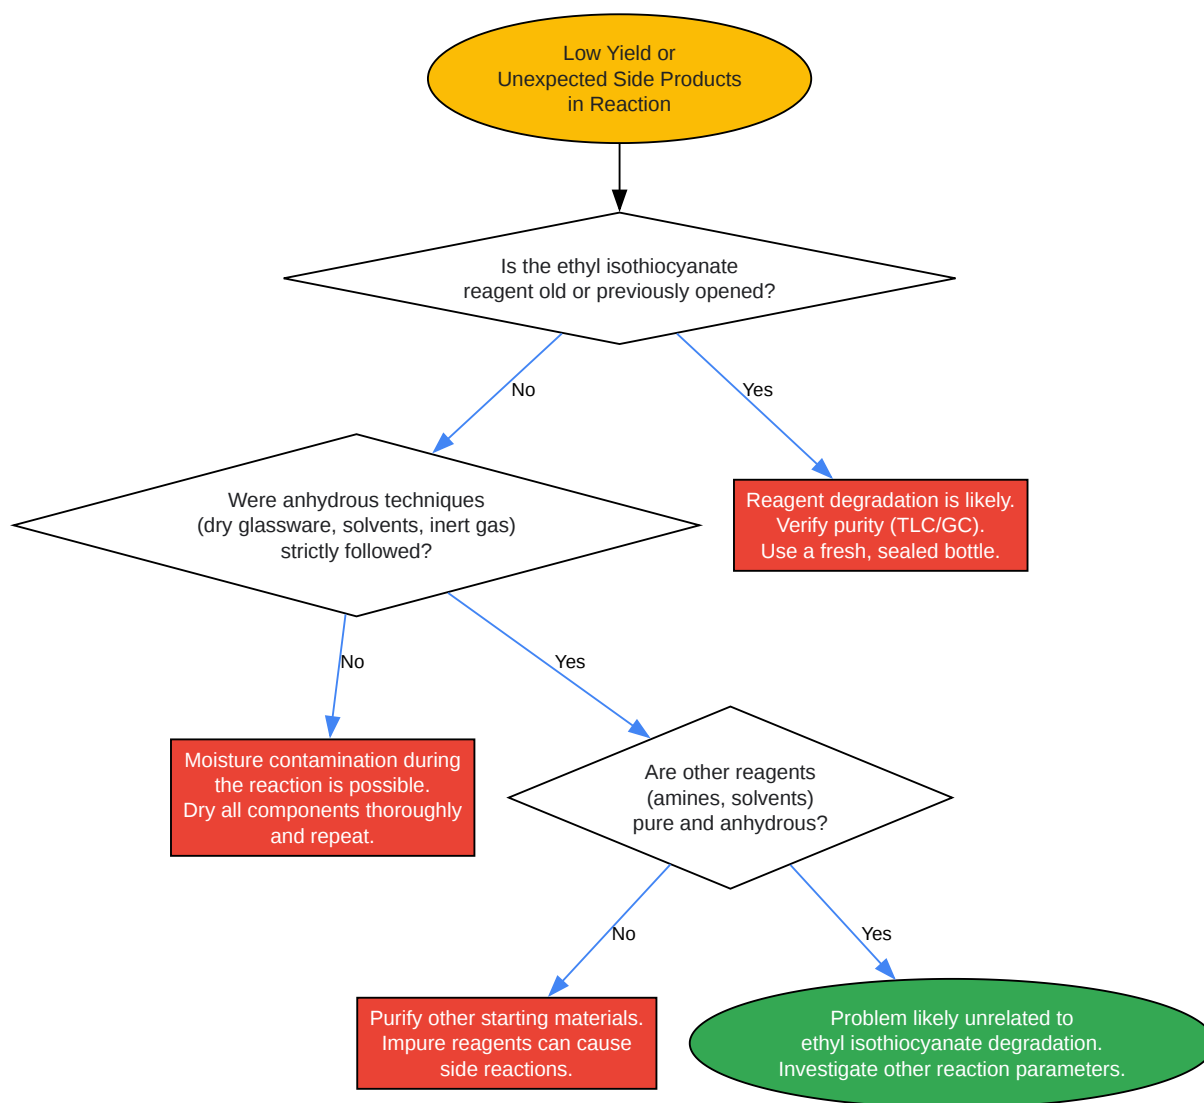 Low Yield or
Unexpected Side Products
in Reaction
Is the ethyl isothiocyanate
reagent old or previously opened?
No
Yes
Were anhydrous techniques
(dry glassware, solvents, inert gas)
strictly followed?
Reagent degradation is likely.
Verify purity (TLC/GC).
Use a fresh, sealed bottle.
No
Yes
Moisture contamination during
the reaction is possible.
Dry all components thoroughly
and repeat.
Are other reagents
(amines, solvents)
pure and anhydrous?
No
Yes
Purify other starting materials.
Impure reagents can cause
side reactions.
Problem likely unrelated to
ethyl isothiocyanate degradation.
Investigate other reaction parameters.